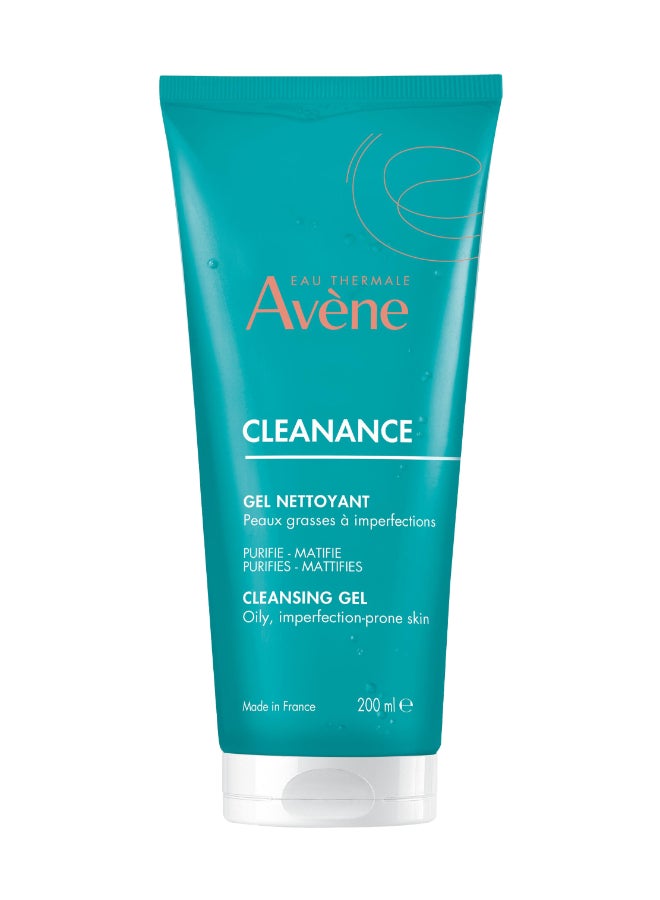 EAU THERMALE
Avène
CLEANANCE
GEL NETTOYANT
Peaux grasses à imperfections
PURIFIE - MATIFIE
PURIFIES - MATTIFIES
CLEANSING GEL
Oily, imperfection-prone skin
Made in France 200 ml ℮